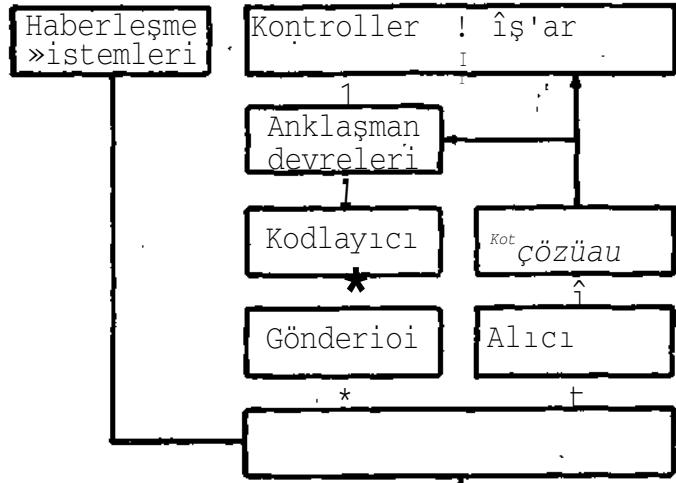 Haberleşme
»istemleri
Kontroller ! îş'ar
Anklaşman
devreleri
Kodlayıcı
Kot çözüau
Gönderioi
Alıcı